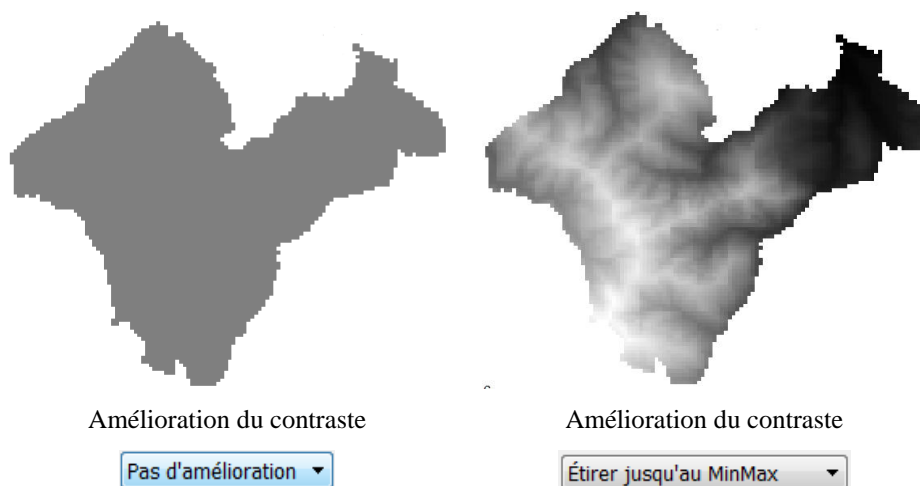 Amélioration du contraste
Amélioration du contraste
Pas d'amélioration
Étirer jusqu'au MinMax